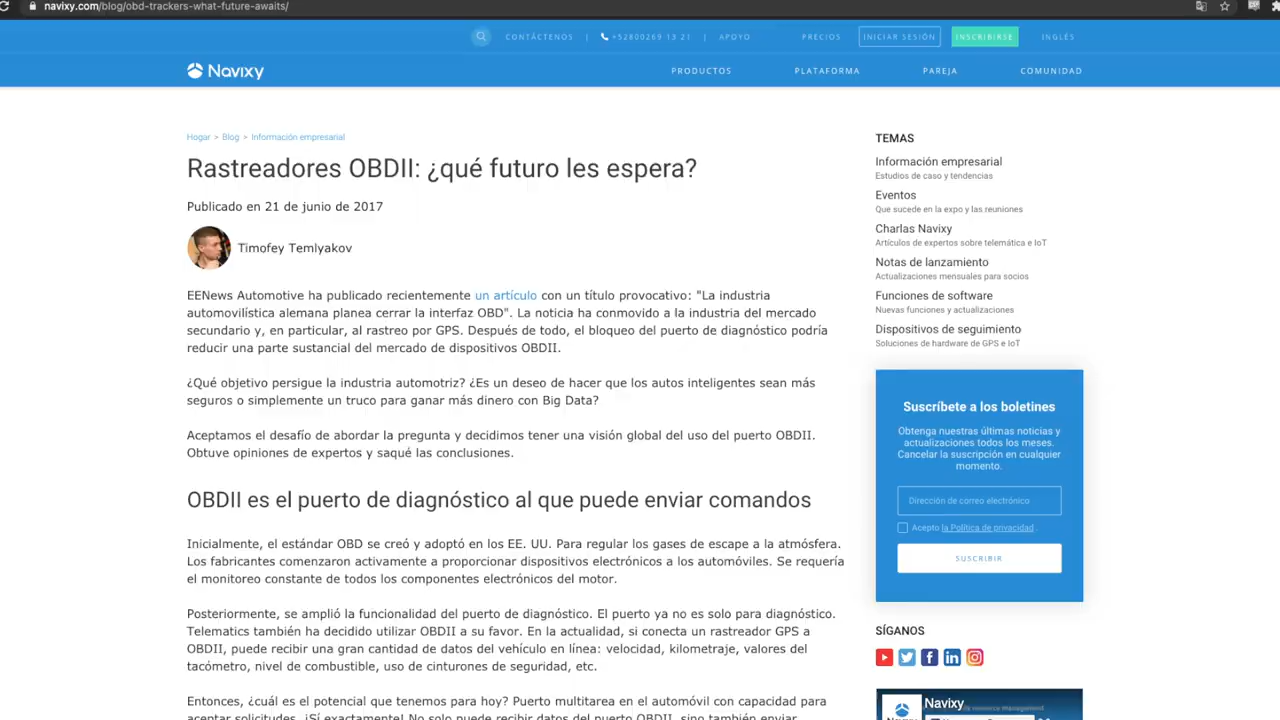 navixy.com/blog/obd-trackers-what-future-awaits/
CONTÁCTENOS | +52800269 13 21 | APOYO PRECIOS INICIAR SESIÓN INSCRIBIRSE INGLÉS
Navixy PRODUCTOS PLATAFORMA PAREJA COMUNIDAD
Hogar > Blog > Información empresarial
Rastreadores OBDII: ¿qué futuro les espera?
Publicado en 21 de junio de 2017
Timofey Temlyakov
EENews Automotive ha publicado recientemente un artículo con un título provocativo: "La industria
automovilística alemana planea cerrar la interfaz OBD". La noticia ha conmovido a la industria del mercado
secundario y, en particular, al rastreo por GPS. Después de todo, el bloqueo del puerto de diagnóstico podría
reducir una parte sustancial del mercado de dispositivos OBDII.
¿Qué objetivo persigue la industria automotriz? ¿Es un deseo de hacer que los autos inteligentes sean más
seguros o simplemente un truco para ganar más dinero con Big Data?
Aceptamos el desafío de abordar la pregunta y decidimos tener una visión global del uso del puerto OBDII.
Obtuve opiniones de expertos y saqué las conclusiones.
OBDII es el puerto de diagnóstico al que puede enviar comandos
Inicialmente, el estándar OBD se creó y adoptó en los EE. UU. Para regular los gases de escape a la atmósfera.
Los fabricantes comenzaron activamente a proporcionar dispositivos electrónicos a los automóviles. Se requería
el monitoreo constante de todos los componentes electrónicos del motor.
Posteriormente, se amplió la funcionalidad del puerto de diagnóstico. El puerto ya no es solo para diagnóstico.
Telematics también ha decidido utilizar OBDII a su favor. En la actualidad, si conecta un rastreador GPS a
OBDII, puede recibir una gran cantidad de datos del vehículo en línea: velocidad, kilometraje, valores del
tacómetro, nivel de combustible, uso de cinturones de seguridad, etc.
Entonces, ¿cuál es el potencial que tenemos para hoy? Puerto multitarea en el automóvil con capacidad para
aceptar solicitudes. ¡Sí exactamente! No solo puede recibir datos del puerto OBDII, sino también enviar
TEMAS
Información empresarial
Estudios de caso y tendencias
Eventos
Que sucede en la expo y las reuniones
Charlas Navixy
Artículos de expertos sobre telemática e IoT
Notas de lanzamiento
Actualizaciones mensuales para socios
Funciones de software
Nuevas funciones y actualizaciones
Dispositivos de seguimiento
Soluciones de hardware de GPS e IoT
Suscríbete a los boletines
Obtenga nuestras últimas noticias y
actualizaciones todos los meses.
Cancelar la suscripción en cualquier
momento.
Dirección de correo electrónico
Acepto la Política de privacidad .
SUSCRIBIR
SÍGANOS
Navixy